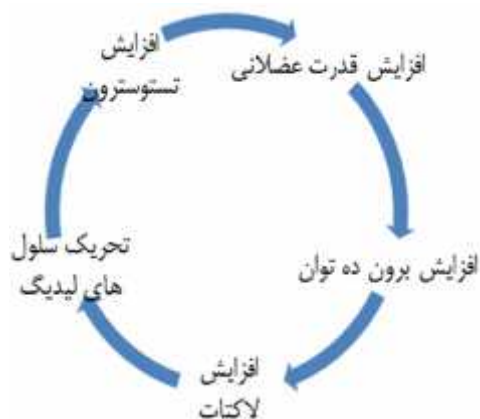 افزایش
تستوسترون
افزایش قدرت عضلانی
افزایش برون ده توان
افزایش
لاکتات
تحریک سلول
های لیدیگ